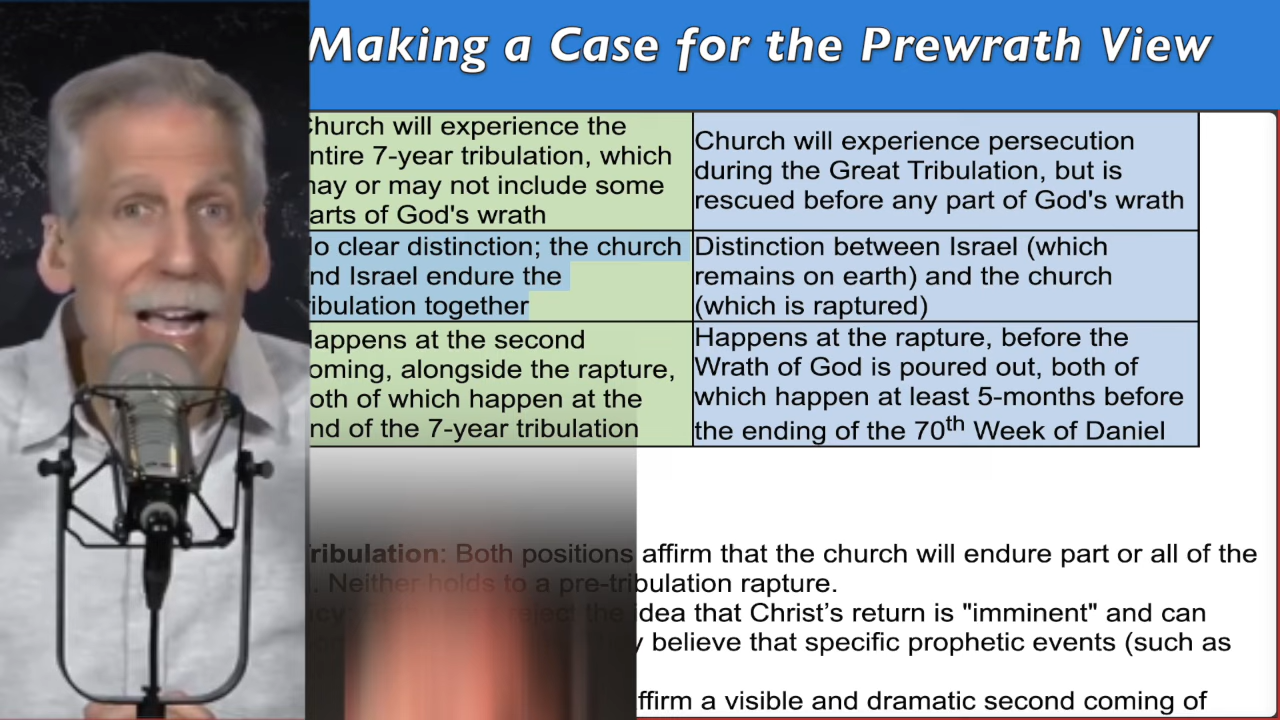 Making a Case for the Prewrath View
Church will experience the
ntire 7-year tribulation, which
may or may not include some
arts of God's wrath
Church will experience persecution
during the Great Tribulation, but is
rescued before any part of God's wrath
lo clear distinction; the church
nd Israel endure the
ribulation together
Distinction between Israel (which
remains on earth) and the church
(which is raptured)
appens at the second
oming, alongside the rapture,
oth of which happen at the
nd of the 7-year tribulation
Happens at the rapture, before the
Wrath of God is poured out, both of
which happen at least 5-months before
the ending of the 70th Week of Daniel
Tribulation: Both positions affirm that the church will endure part or all of the
. Neither holds to a pre-tribulation rapture.
reject the idea that Christ's return is "imminent" and can
believe that specific prophetic events (such as
ffirm a visible and dramatic second coming of